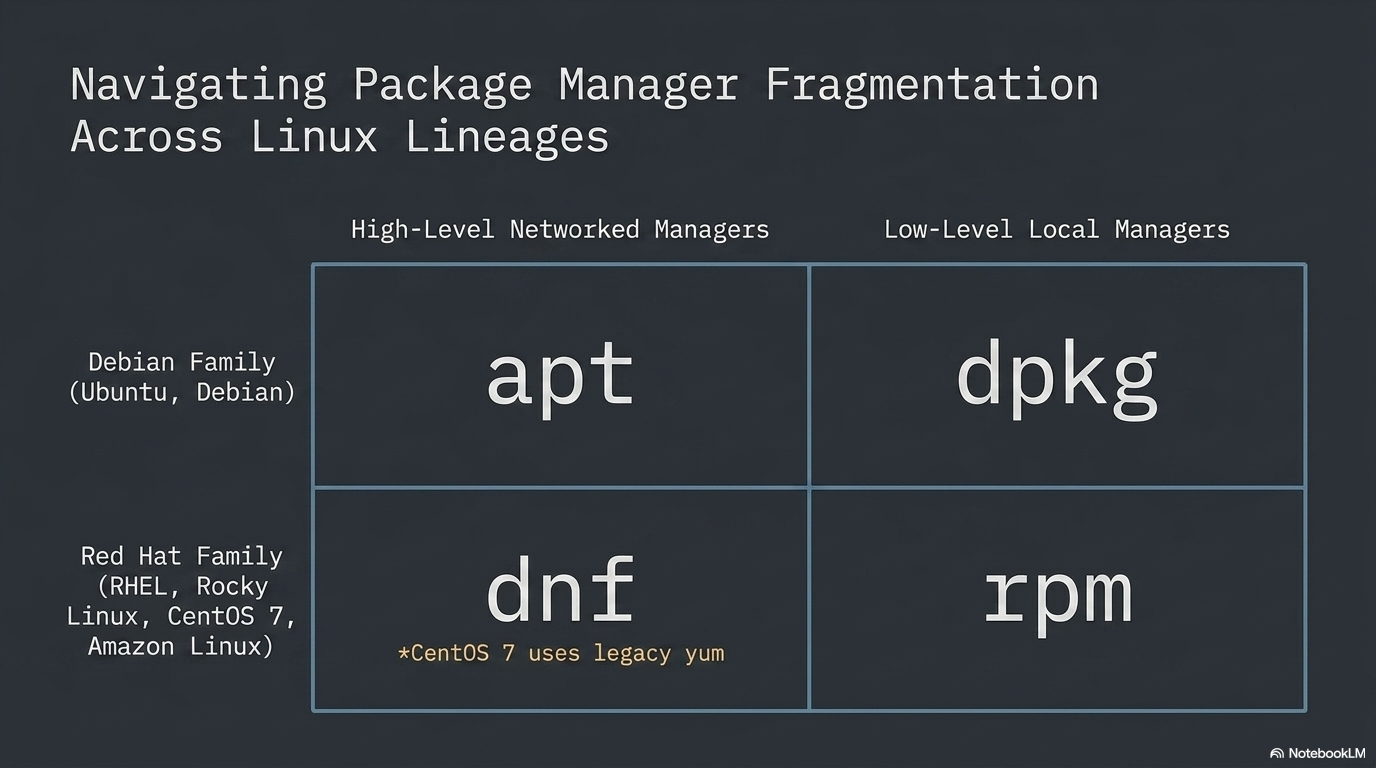 Navigating Package Manager Fragmentation
Across Linux Lineages
High-Level Networked Managers
Low-Level Local Managers
Debian Family
(Ubuntu, Debian)
apt
dpkg
Red Hat Family
(RHEL, Rocky
Linux, CentOS 7,
Amazon Linux)
dnf
*CentOS 7 uses legacy yum
rpm
NotebookLM